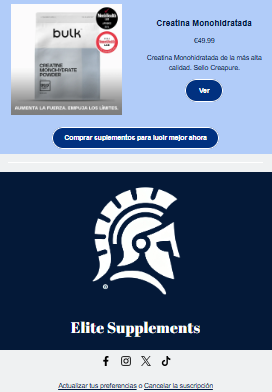 Creatina Monohidratada
€49.99
Creatina Monohidratada de la más alta
calidad. Sello Creapure.
Ver
bulk
CREATINE
MONOHYDRATE
POWDER
AUMENTA LA FUERZA. EMPUJA LOS LÍMITES.
Comprar suplementos para lucir mejor ahora
®
Elite Supplements
Actualizar tus preferencias o Cancelar la suscripción